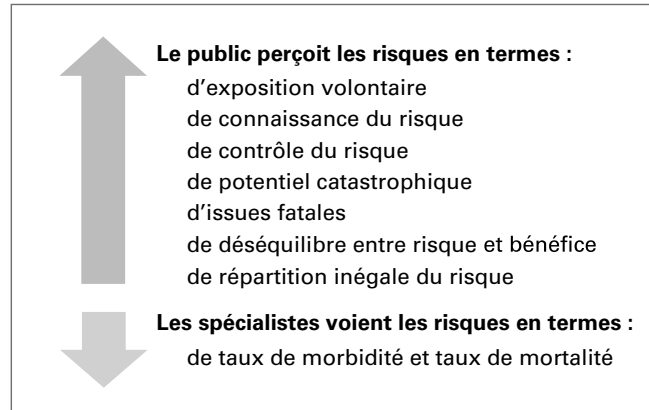 Le public perçoit les risques en termes :
d’exposition volontaire
de connaissance du risque
de contrôle du risque
de potentiel catastrophique
d’issues fatales
de déséquilibre entre risque et bénéfice
de répartition inégale du risque
Les spécialistes voient les risques en termes :
de taux de morbidité et taux de mortalité